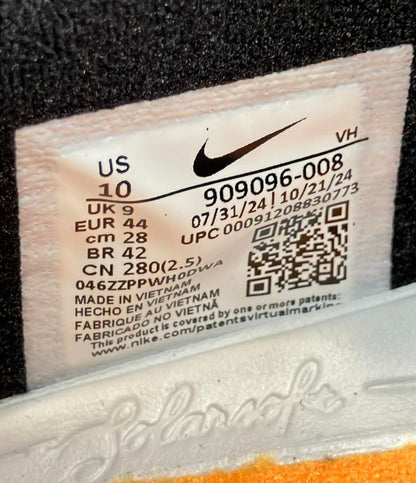 VH
US
10
909096-008
UK 9
07/31/24 | 10/21/24
EUR 44
UPC 00091208830773
cm 28
BR 42
CN 280(2.5)
046ZZPPWH0DWA
MADE IN VIETNAM
HECHO EN VIETNAM
FABRIQUE AU VIETNAM
FABRICADO NO VIETNÃ
This product is covered by one or more patents:
www.nike.com/patentsvirtualmarking
Solarsoft